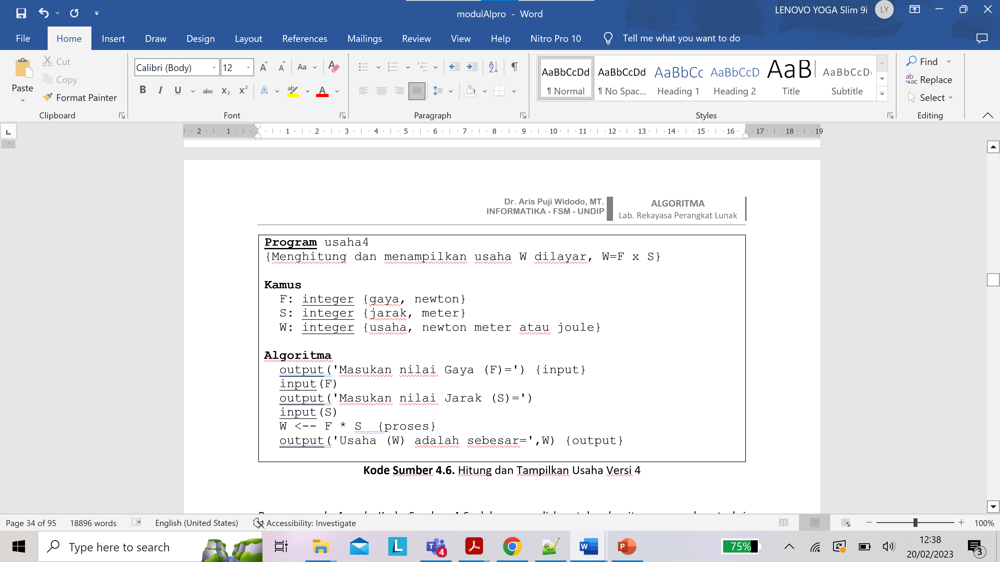 modulAlpro - Word
LENOVO YOGA Slim 9i
LY
File
Home
Insert
Draw
Design
Layout
References
Mailings
Review
View
Help
Nitro Pro 10
Tell me what you want to do
Paste
Cut
Copy
Format Painter
Clipboard
Calibri (Body)
12
Font
Paragraph
AaBbCcDd
¶ Normal
AaBbCcDd
¶ No Spac...
AaBbCc
Heading 1
AaBbCcD
Heading 2
AaB
Title
AaBbCcD
Subtitle
Styles
Find
Replace
Select
Editing
2 1 1 2 3 4 5 6 7 8 9 10 11 12 13 14 15 16 17 18 19
Dr. Aris Puji Widodo, MT.
INFORMATIKA - FSM - UNDIP
ALGORITMA
Lab. Rekayasa Perangkat Lunak
Program usaha4
{Menghitung dan menampilkan usaha W dilayar, W=F x S}
Kamus
F: integer {gaya, newton}
S: integer {jarak, meter}
W: integer {usaha, newton meter atau joule}
Algoritma
output('Masukan nilai Gaya (F)=') {input}
input(F)
output('Masukan nilai Jarak (S)=')
input(S)
W <-- F * S  {proses}
output('Usaha (W) adalah sebesar=',W) {output}
Kode Sumber 4.6. Hitung dan Tampilkan Usaha Versi 4
Page 34 of 95
18896 words
English (United States)
Accessibility: Investigate
100%
Type here to search
4
75%
12:38
20/02/2023
3